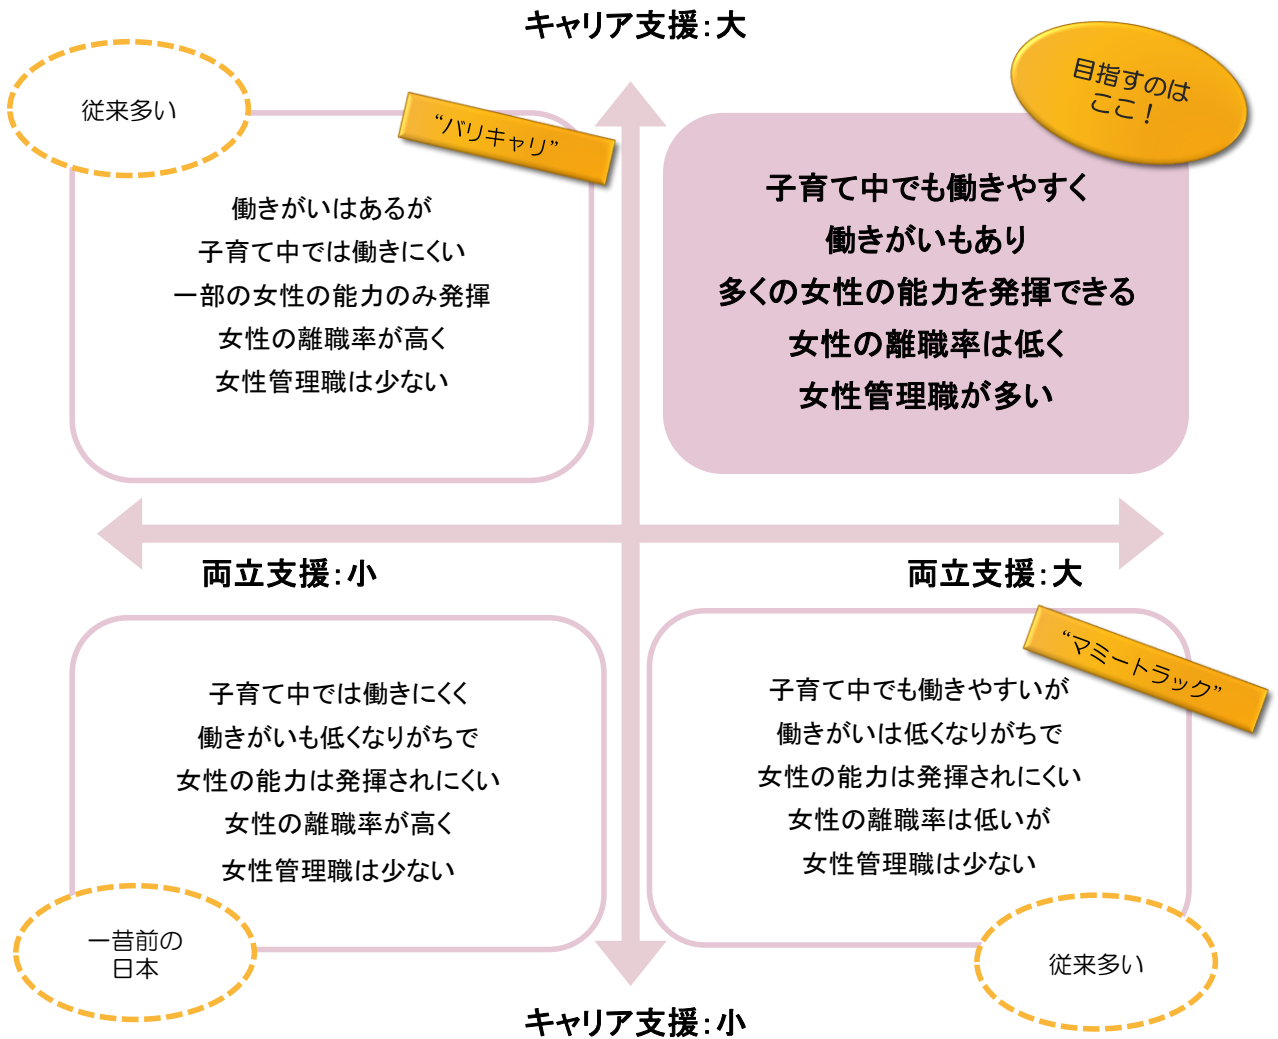 キャリア支援：大
従来多い
“バリキャリ”
働きがいはあるが
子育て中では働きにくい
一部の女性の能力のみ発揮
女性の離職率が高く
女性管理職は少ない
目指すのは
ここ！
子育て中でも働きやすく
働きがいもあり
多くの女性の能力を発揮できる
女性の離職率は低く
女性管理職が多い
両立支援：小
両立支援：大
子育て中では働きにくく
働きがいも低くなりがちで
女性の能力は発揮されにくい
女性の離職率が高く
女性管理職は少ない
一昔前の
日本
“マミートラック”
子育て中でも働きやすいが
働きがいは低くなりがちで
女性の能力は発揮されにくい
女性の離職率は低いが
女性管理職は少ない
従来多い
キャリア支援：小